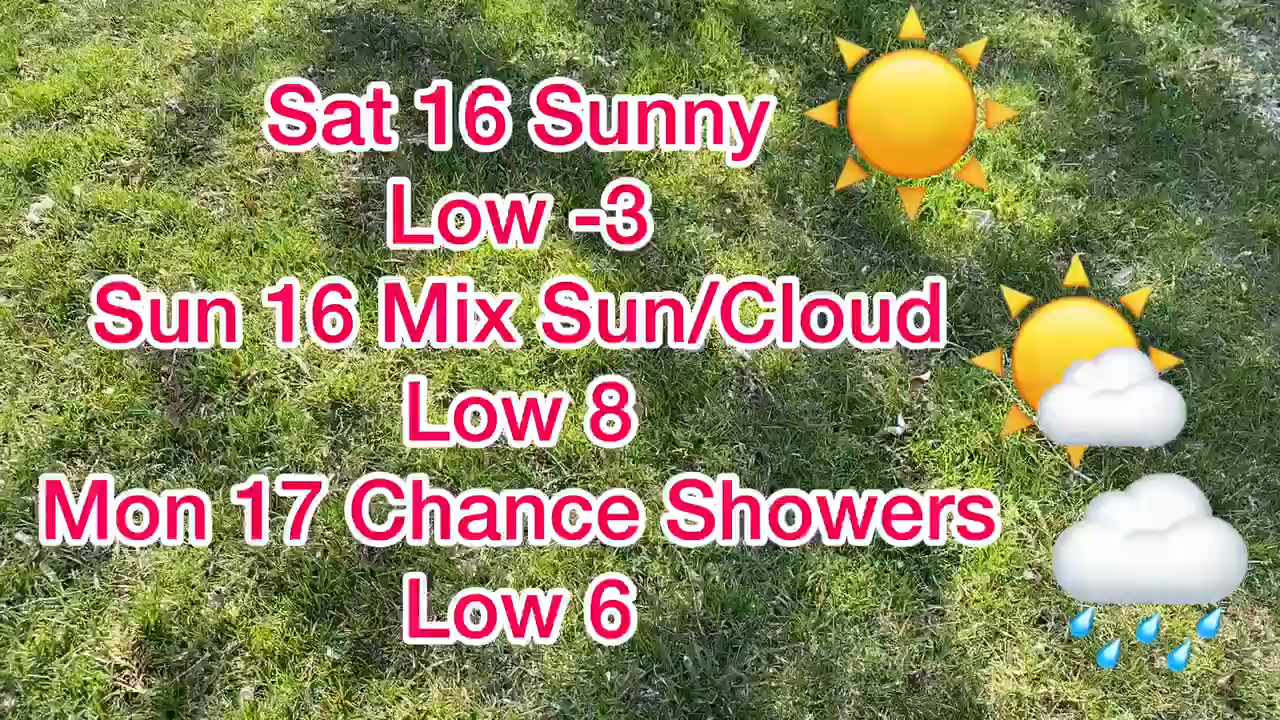 Sat 16 Sunny
Low -3
Sun 16 Mix Sun/Cloud
Low 8
Mon 17 Chance Showers
Low 6